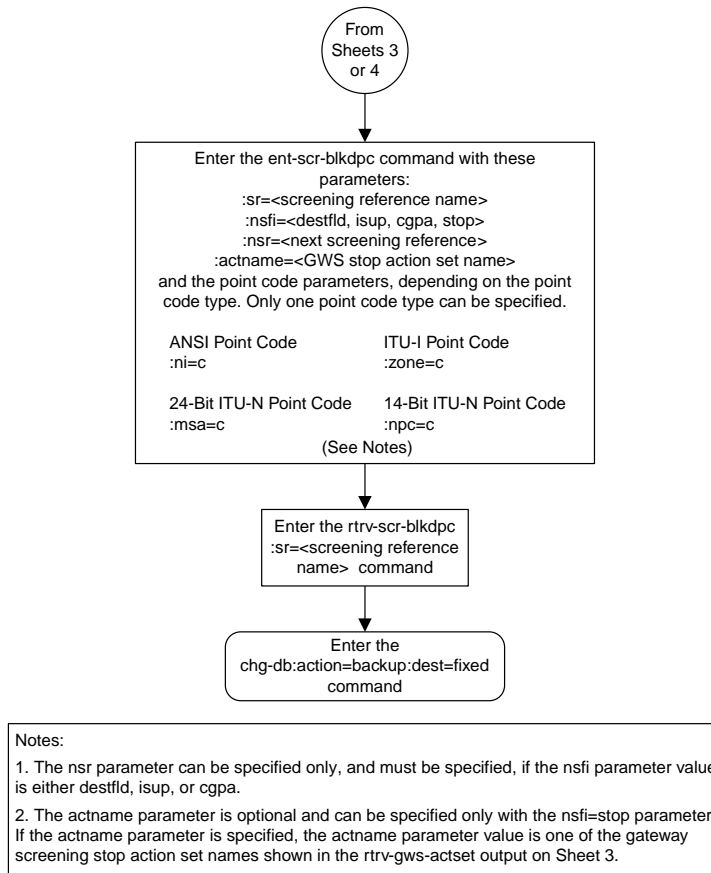 From
Sheets 3
or 4
Enter the ent-scr-blkdpc command with these
parameters:
:sr=<screening reference name>
:nsfi=<destfld, isup, cgpa, stop>
:nsr=<next screening reference>
:actname=<GWS stop action set name>
and the point code parameters, depending on the point
code type. Only one point code type can be specified.
ANSI Point Code
:ni=c
ITU-I Point Code
:zone=c
24-Bit ITU-N Point Code
:msa=c
14-Bit ITU-N Point Code
:npc=c
(See Notes)
Enter the rtrv-scr-blkdpc
:sr=<screening reference
name> command
Enter the
chg-db:action=backup:dest=fixed
command
Notes:
1. The nsr parameter can be specified only, and must be specified, if the nsfi parameter value
is either destfld, isup, or cgpa.
2. The actname parameter is optional and can be specified only with the nsfi=stop parameter
If the actname parameter is specified, the actname parameter value is one of the gateway
screening stop action set names shown in the rtrv-gws-actset output on Sheet 3.